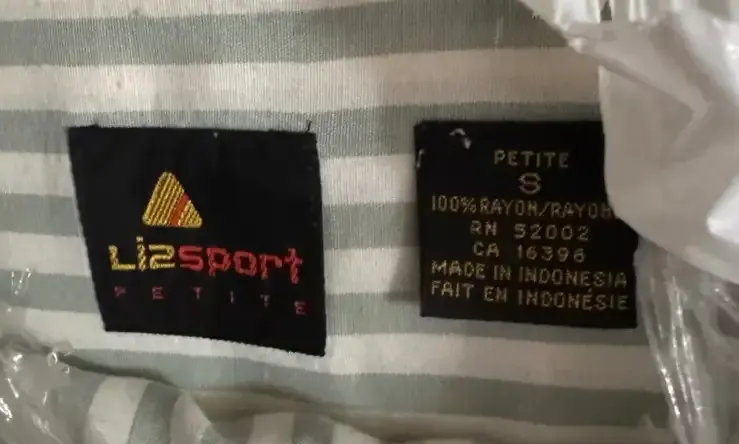 Lizsport
PETITE
PETITE
S
100% RAYON/RAYON
RN 52002
CA 16396
MADE IN INDONESIA
FAIT EN INDONÉSIE